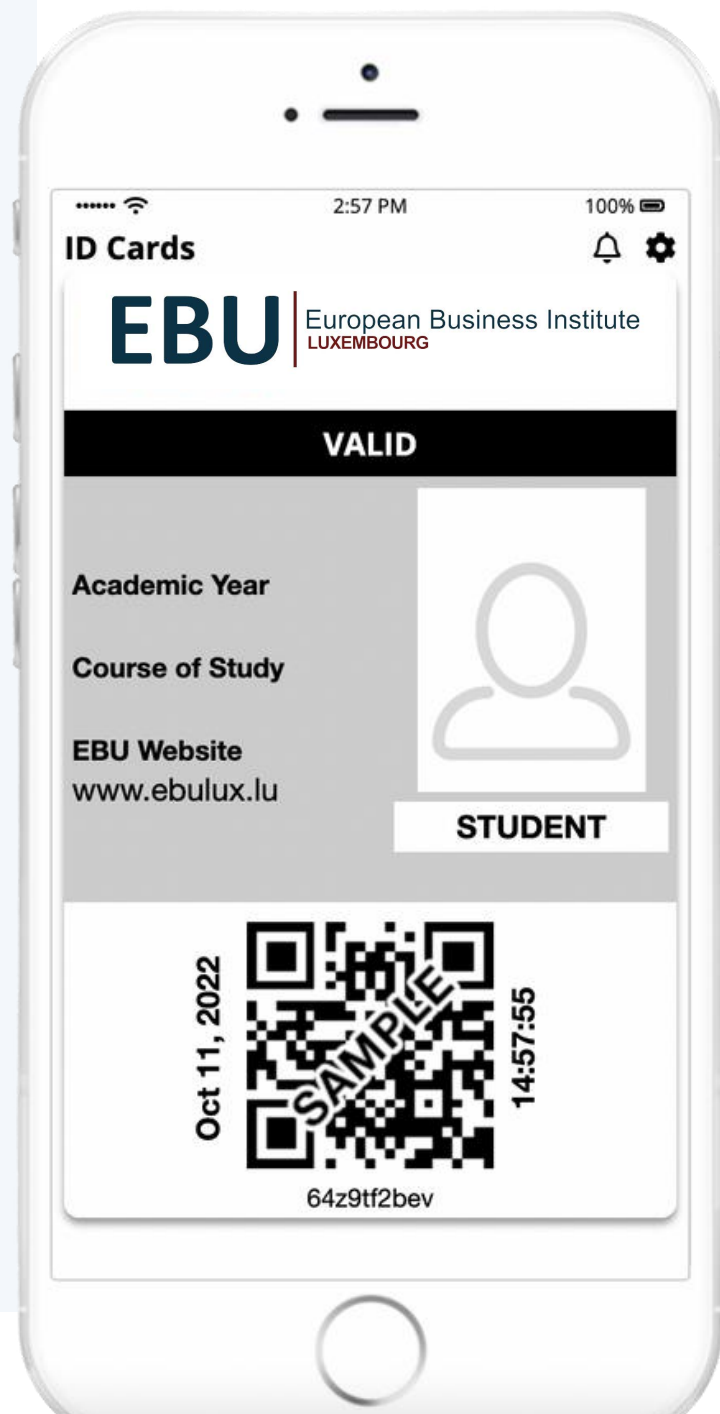 2:57 PM
100%
ID Cards
EBU
European Business Institute
LUXEMBOURG
VALID
Academic Year
Course of Study
EBU Website
www.ebulux.lu
STUDENT
Oct 11, 2022
SAMPLE
14:57:55
64z9tf2bev